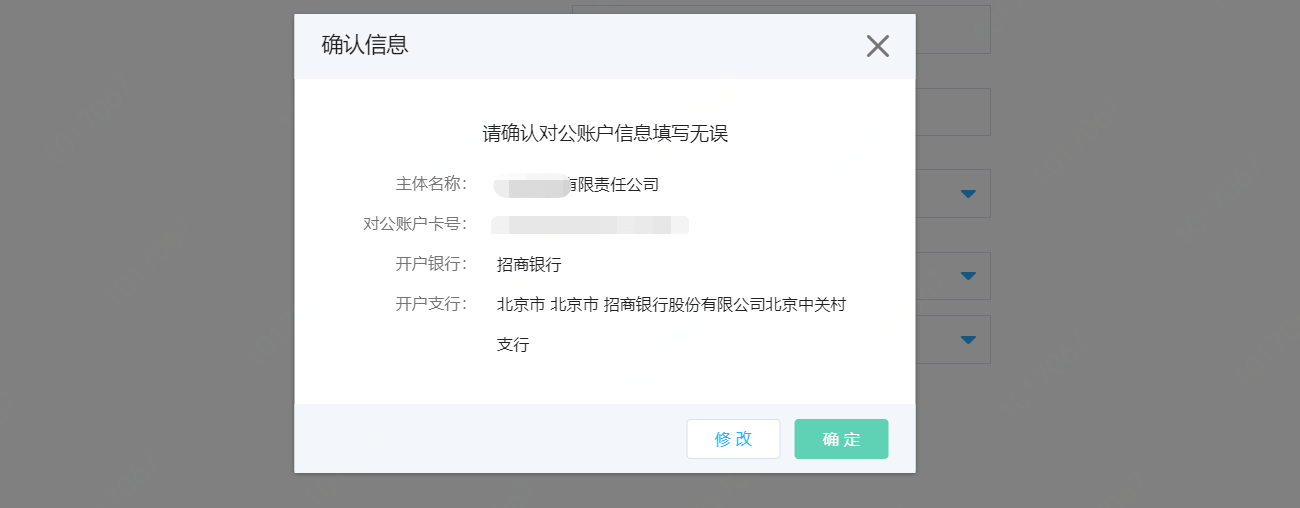 确认信息
请确认对公账户信息填写无误
主体名称： 有限责任公司
对公账户卡号：
开户银行： 招商银行
开户支行： 北京市 北京市 招商银行股份有限公司北京中关村
支行
修 改 确 定